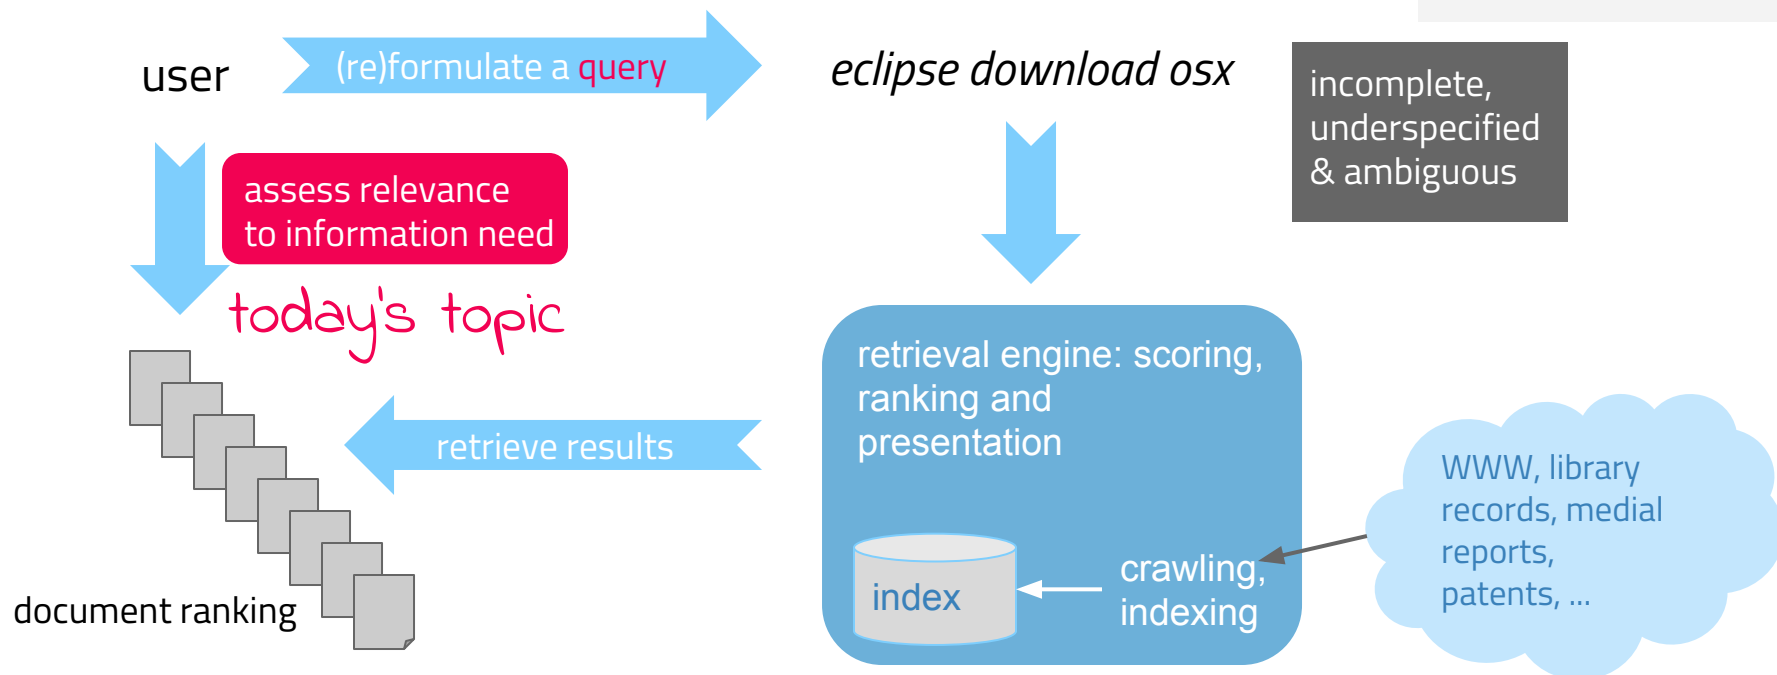 user
(re)formulate a query
eclipse download osx
incomplete,
underspecified
& ambiguous
assess relevance
to information need
today's topic
retrieval engine: scoring,
ranking and
presentation
retrieve results
WWW, library
records, medial
reports,
patents, ...
crawling,
indexing
index
document ranking